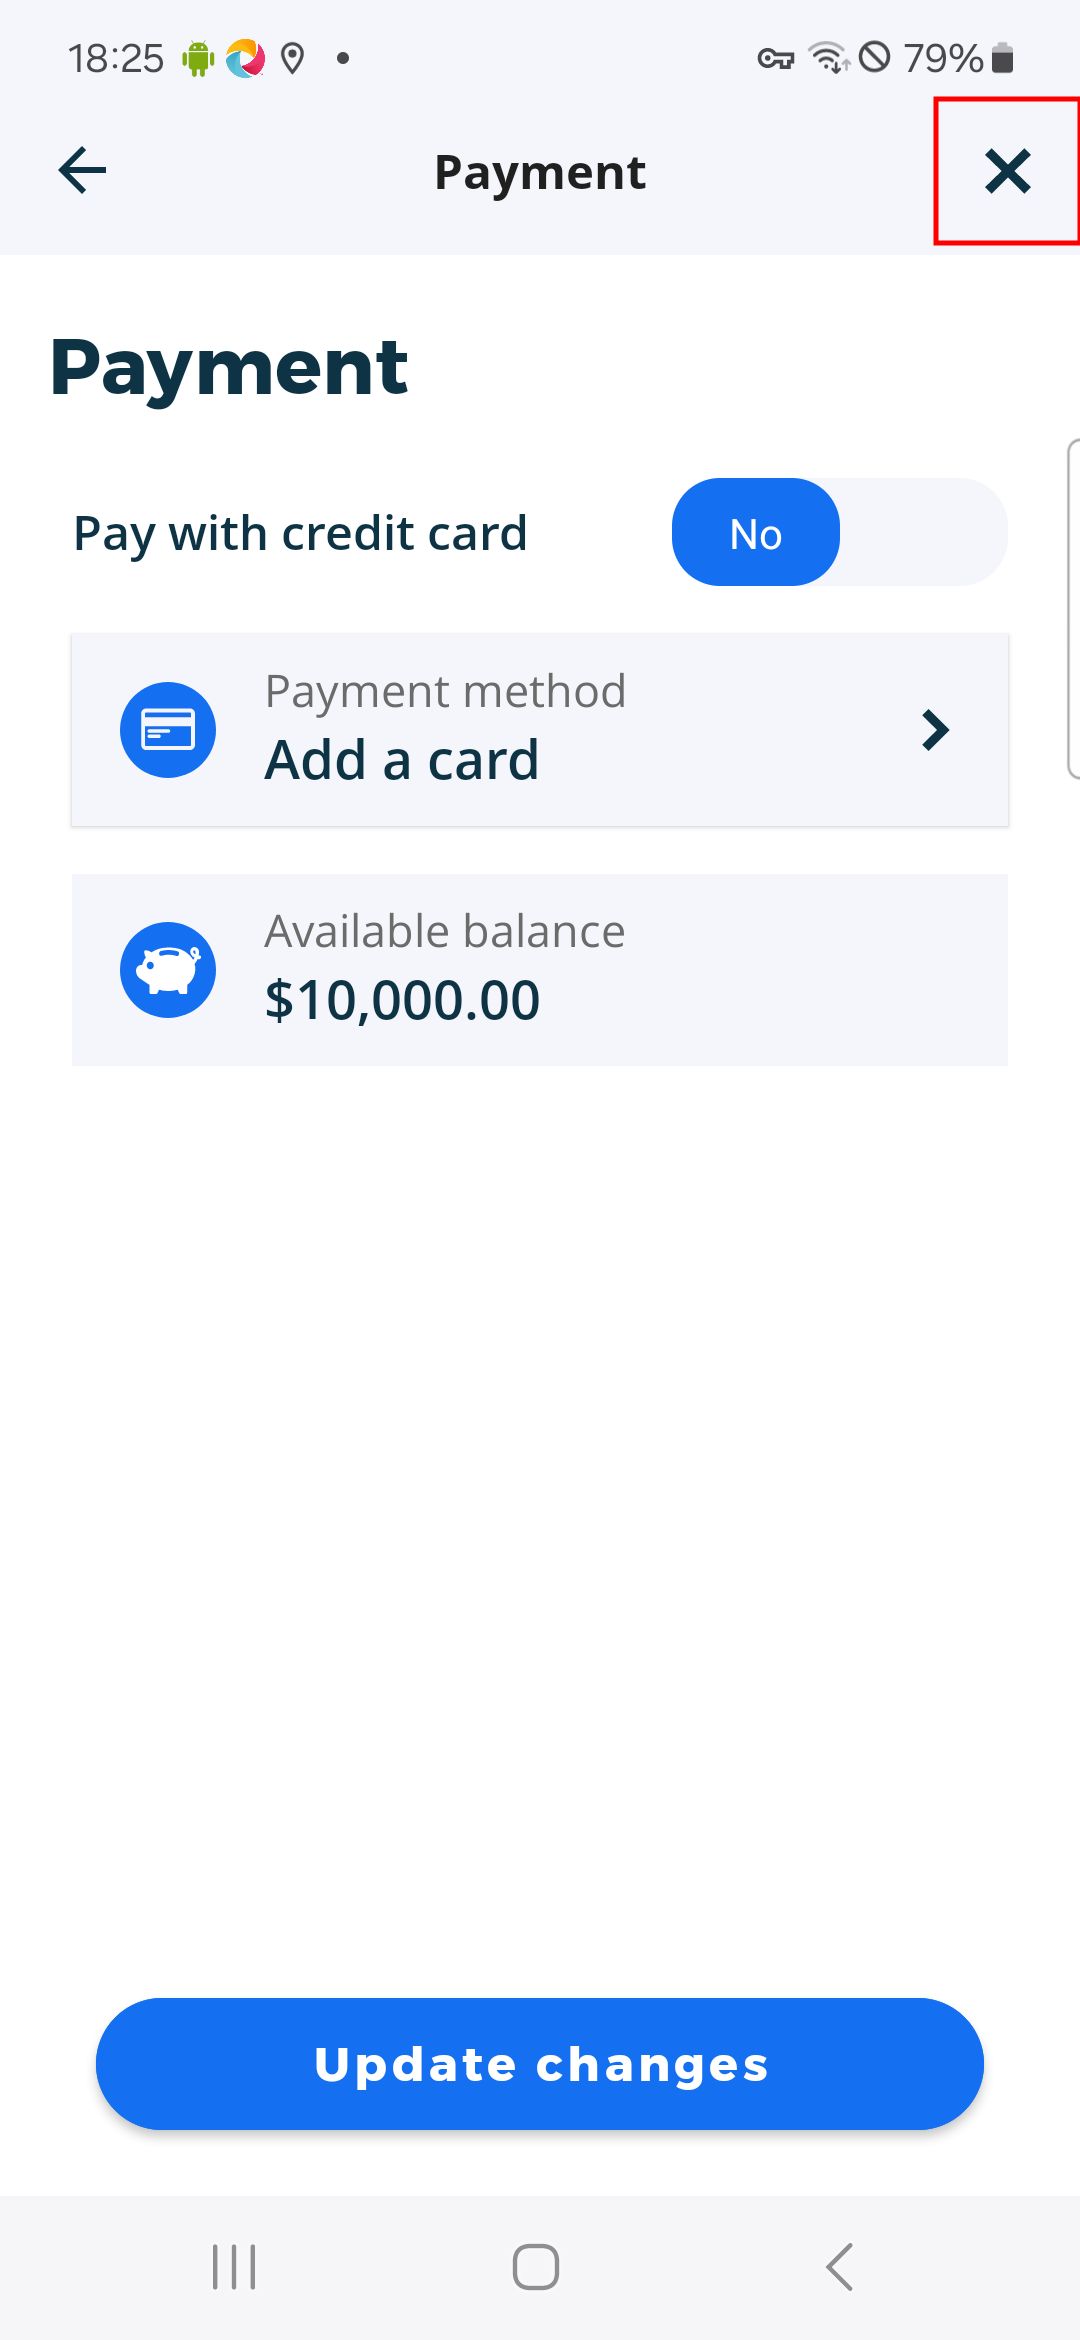 18:25
79%
Payment
Payment
Pay with credit card
No
Payment method
Add a card
Available balance
$10,000.00
Update changes